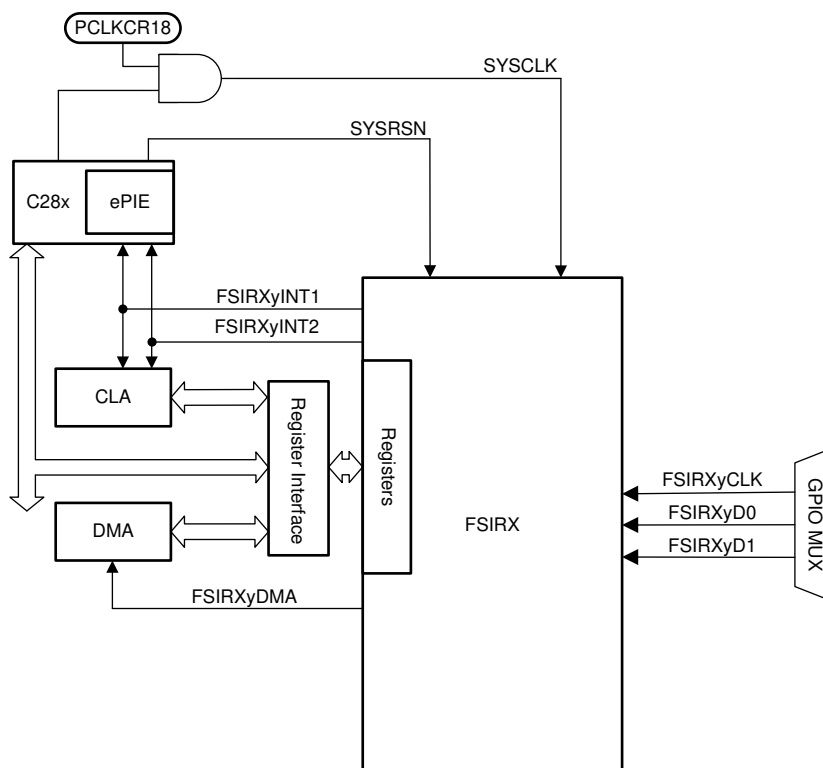 PCLKCR18
SYSCLK
SYSRSN
C28x
ePIE
FSIRXyINT1
FSIRXyINT2
CLA
Register Interface
Registers
FSIRXyCLK
FSIRX
FSIRXyD0
DMA
FSIRXyD1
GPIO MUX
FSIRXyDMA